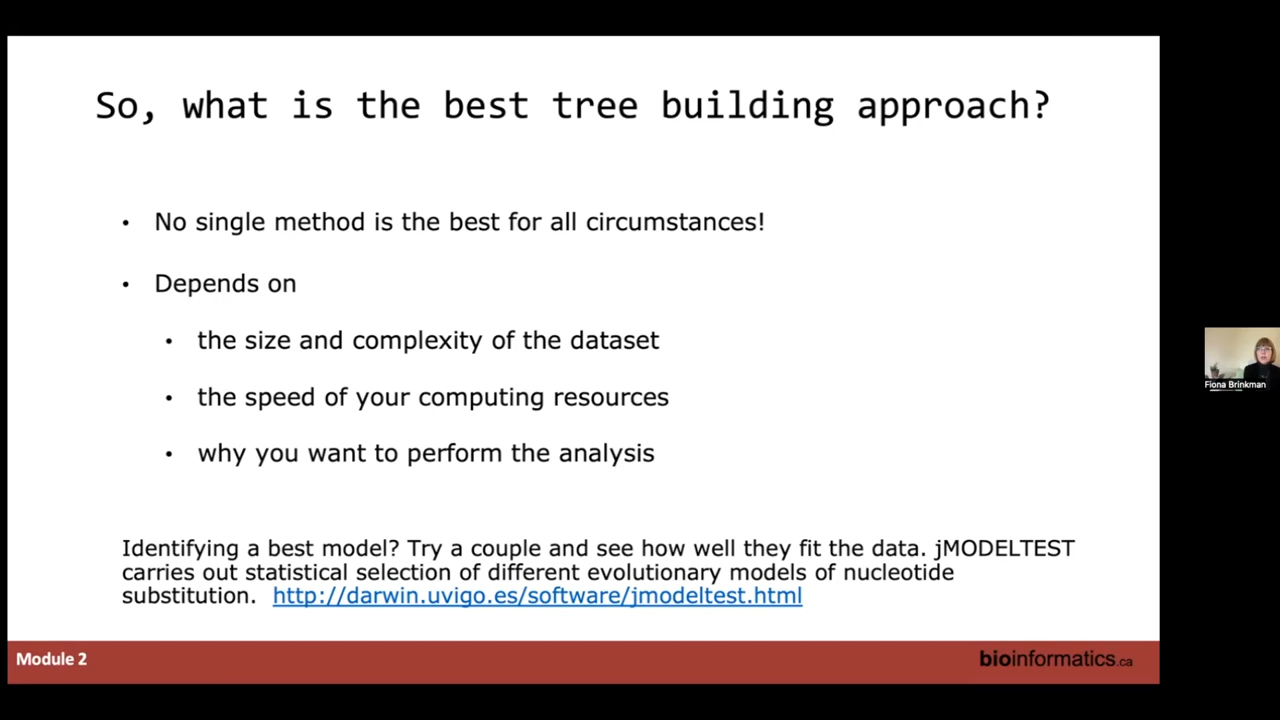 So, what is the best tree building approach?
• No single method is the best for all circumstances!
• Depends on
• the size and complexity of the dataset
• the speed of your computing resources
• why you want to perform the analysis
Identifying a best model? Try a couple and see how well they fit the data. jMODELTEST
carries out statistical selection of different evolutionary models of nucleotide
substitution. http://darwin.uvigo.es/software/jmodeltest.html
Fiona Brinkman
Module 2
bioinformatics.ca